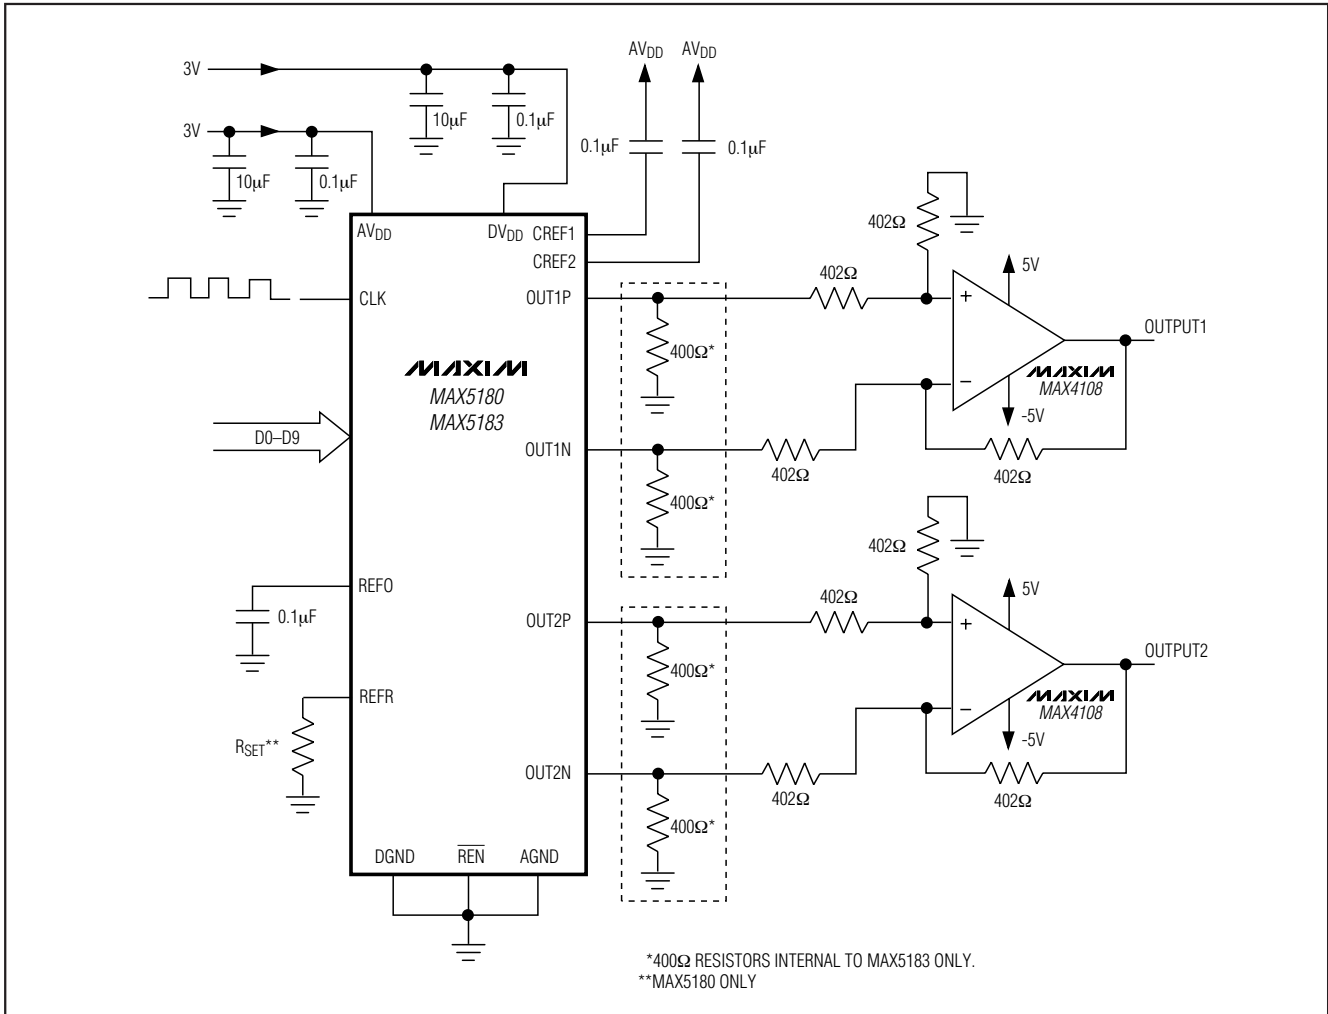 AVDD AVDD
3V
10µF 0.1µF
3V
10µF 0.1µF
0.1µF 0.1µF
AVDD DVDD CREF1
CREF2
CLK
OUT1P
402Ω
402Ω
5V
+
OUTPUT1
400Ω*
MAXIM
MAX5180
MAX5183
MAXIM
MAX4108
−
-5V
D0–D9
OUT1N
402Ω
402Ω
400Ω*
402Ω
REFO
0.1µF
402Ω
5V
OUT2P
+
OUTPUT2
400Ω*
REFR
MAXIM
MAX4108
−
-5V
RSET**
OUT2N
402Ω
402Ω
400Ω*
DGND REN AGND
*400Ω RESISTORS INTERNAL TO MAX5183 ONLY.
**MAX5180 ONLY